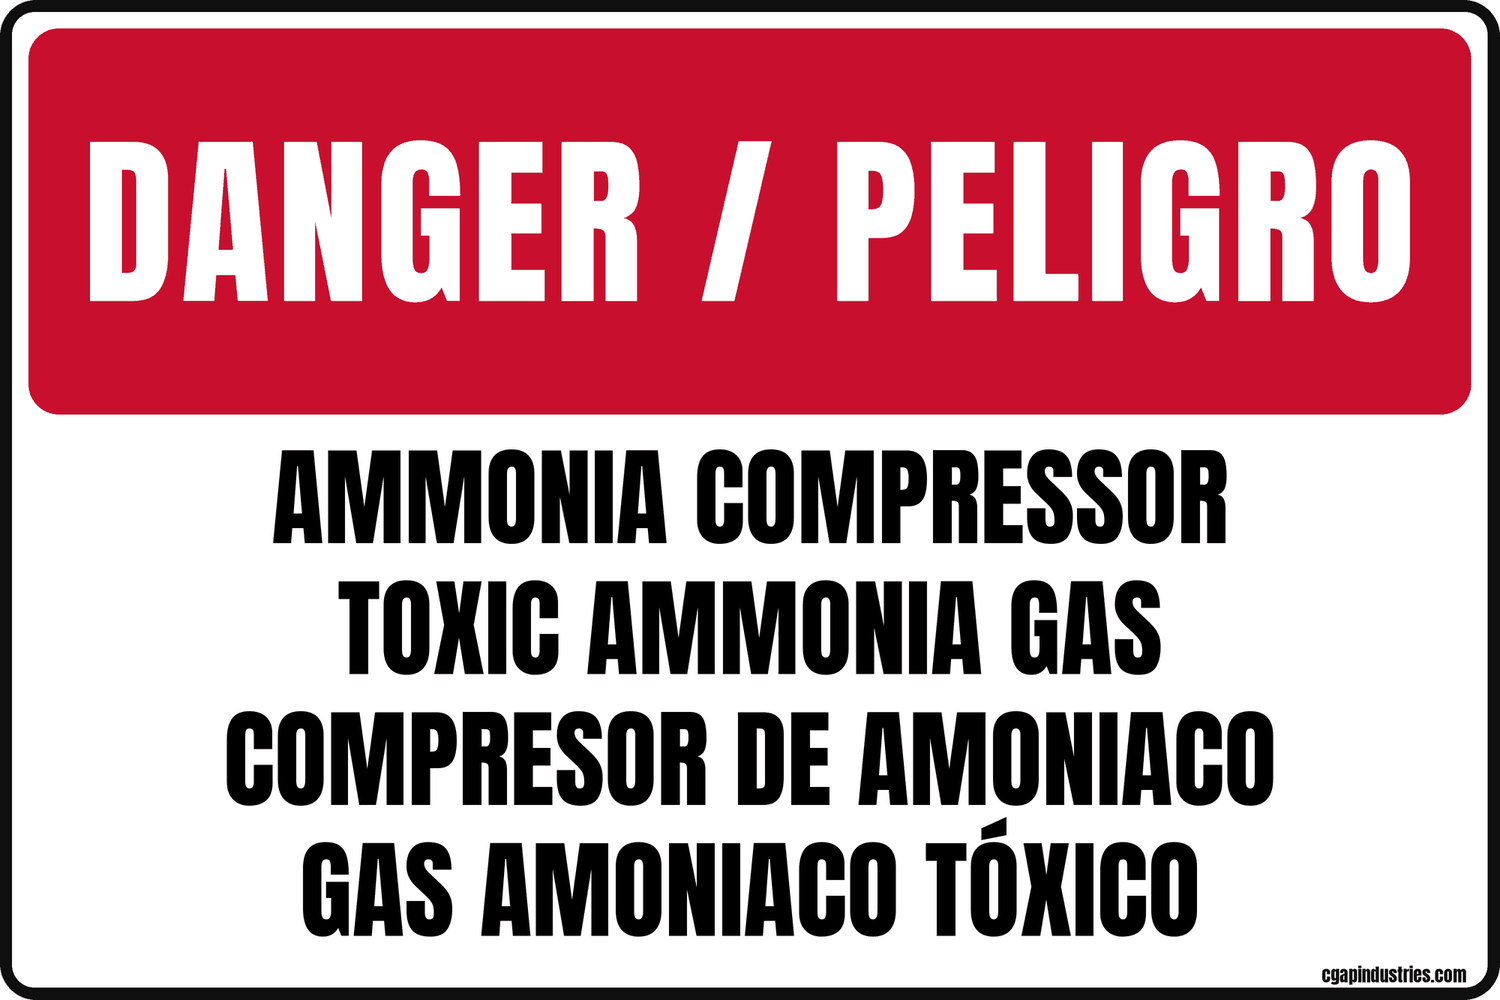 DANGER / PELIGRO
AMMONIA COMPRESSOR
TOXIC AMMONIA GAS
COMPRESOR DE AMONIACO
GAS AMONIACO TÓXICO
cgapindustries.com